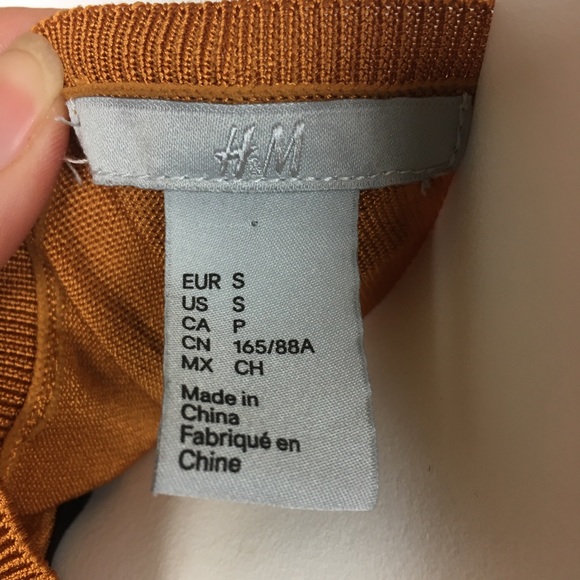 H&M
EUR S
US S
CA P
CN 165/88A
MX CH
Made in
China
Fabriqué en
Chine